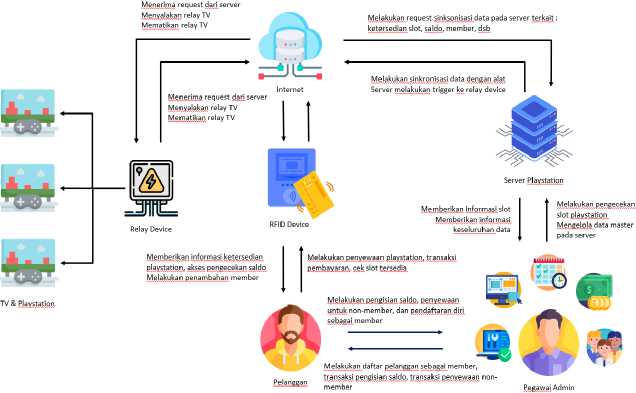 Menerima request dari server
Menyalakan relay TV
Mematikan relay TV
Melakukan request sinksonisasi data pada server terkait ;
ketersedian slot, saldo, member, dsb
Internet
Menerima request dari server
Menyalakan relay TV
Mematikan relay TV
Melakukan sinkronisasi data dengan alat
Server melakukan trigger ke relay device
Server Playstation
Relay Device
RFID Device
Memberikan Informasi slot
Memberikan informasi
keseluruhan data
Melakukan pengecekan
slot playstation
Mengelola data master
pada server
Memberikan informasi ketersedian
playstation, akses pengecekan saldo
Melakukan penambahan member
Melakukan penyewaan playstation, transaksi
pembayaran, cek slot tersedia
TV & Playstation
Melakukan pengisian saldo, penyewaan
untuk non-member, dan pendaftaran diri
sebagai member
Melakukan daftar pelanggan sebagai member,
transaksi pengisian saldo, transaksi penyewaan non-
member
Pelanggan
Pegawai Admin